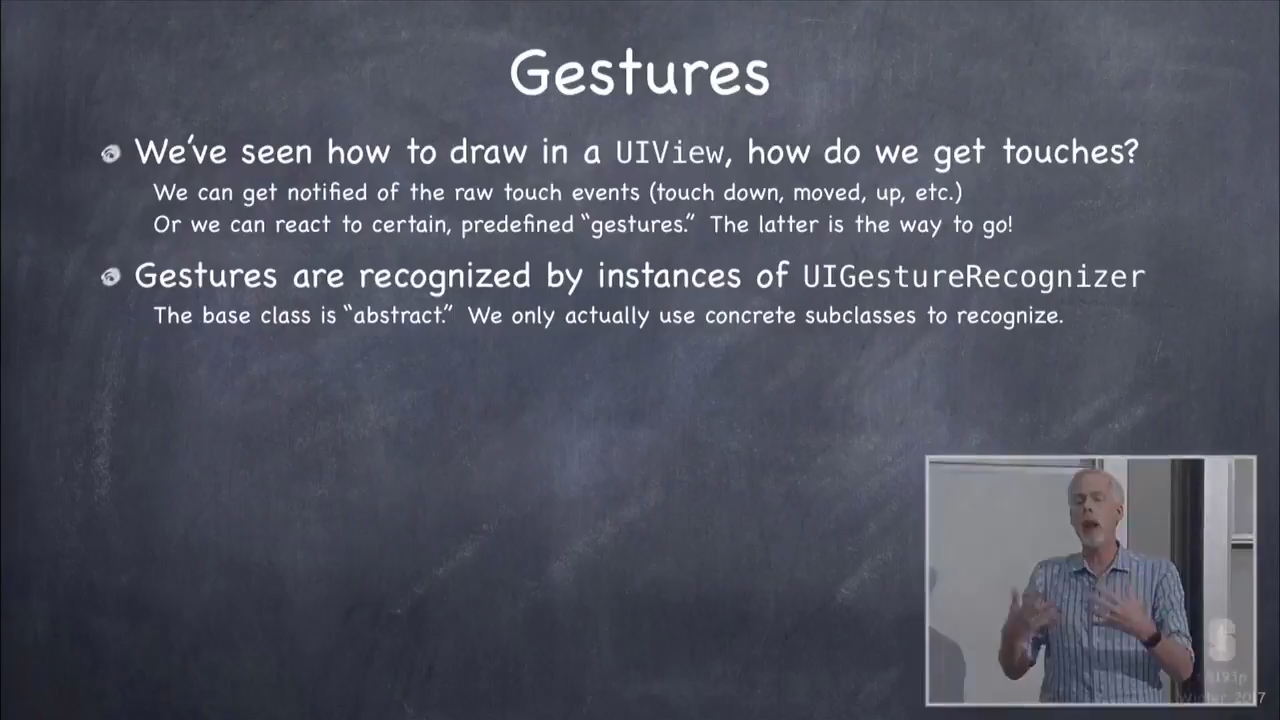 Gestures
We've seen how to draw in a UIView, how do we get touches?
We can get notified of the raw touch events (touch down, moved, up, etc.)
Or we can react to certain, predefined “gestures.” The latter is the way to go!
Gestures are recognized by instances of UIGestureRecognizer
The base class is “abstract.” We only actually use concrete subclasses to recognize.
S
193p
Winter 2017